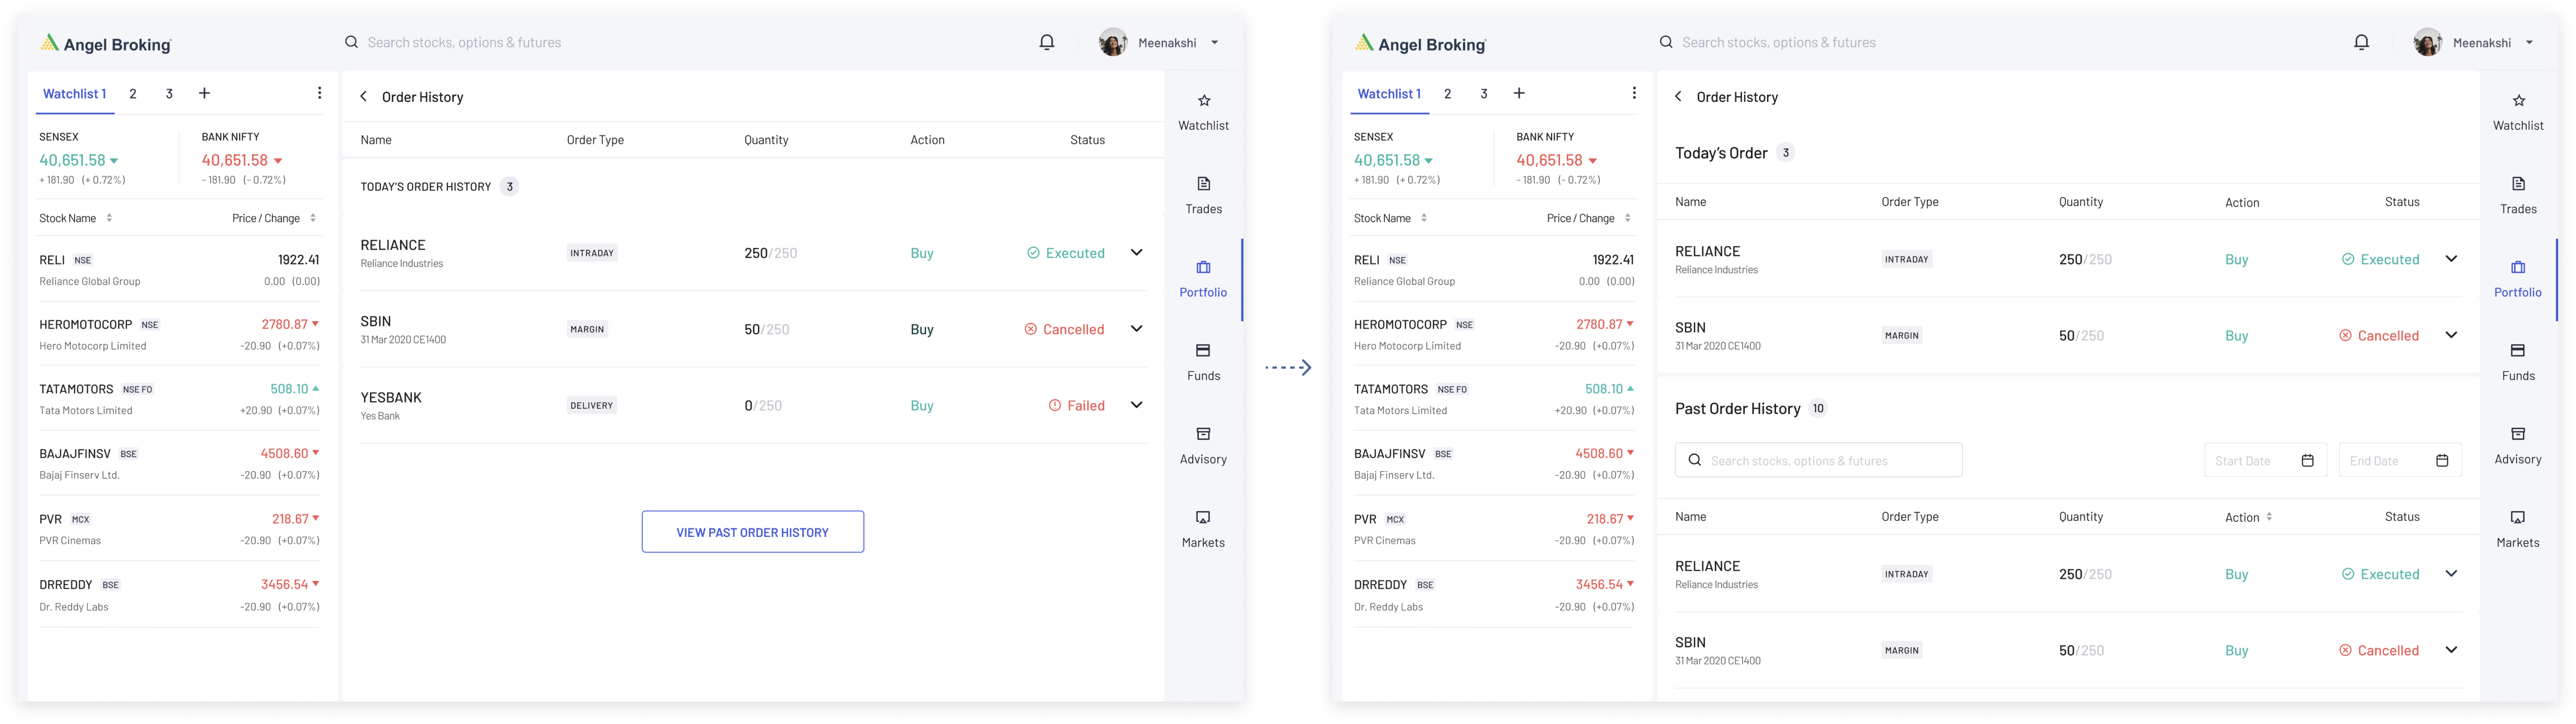 Angel Broking
Search stocks, options & futures
Meenakshi
Watchlist 1 2 3 +
SENSEX BANK NIFTY
40,651.58 40,651.58
+ 181.90 (+ 0.72%) - 181.90 (- 0.72%)
Stock Name Price / Change
RELI NSE 1922.41
Reliance Global Group 0.00 (0.00)
HEROMOTOCORP NSE 2780.87
Hero Motocorp Limited -20.90 (+0.07%)
TATAMOTORS NSE FO 508.10
Tata Motors Limited +20.90 (+0.07%)
BAJAJFINSV BSE 4508.60
Bajaj Finserv Ltd. -20.90 (+0.07%)
PVR MCX 218.67
PVR Cinemas -20.90 (+0.07%)
DRREDDY BSE 3456.54
Dr. Reddy Labs -20.90 (+0.07%)
Order History
Name Order Type Quantity Action Status
TODAY'S ORDER HISTORY 3
RELIANCE INTRADAY 250/250 Buy Executed
Reliance Industries
SBIN MARGIN 50/250 Buy Cancelled
31 Mar 2020 CE1400
YESBANK DELIVERY 0/250 Buy Failed
Yes Bank
VIEW PAST ORDER HISTORY
Watchlist
Trades
Portfolio
Funds
Advisory
Markets
Angel Broking
Search stocks, options & futures
Meenakshi
Watchlist 1 2 3 +
SENSEX BANK NIFTY
40,651.58 40,651.58
+ 181.90 (+ 0.72%) - 181.90 (- 0.72%)
Stock Name Price / Change
RELI NSE 1922.41
Reliance Global Group 0.00 (0.00)
HEROMOTOCORP NSE 2780.87
Hero Motocorp Limited -20.90 (+0.07%)
TATAMOTORS NSE FO 508.10
Tata Motors Limited +20.90 (+0.07%)
BAJAJFINSV BSE 4508.60
Bajaj Finserv Ltd. -20.90 (+0.07%)
PVR MCX 218.67
PVR Cinemas -20.90 (+0.07%)
DRREDDY BSE 3456.54
Dr. Reddy Labs -20.90 (+0.07%)
Order History
Today's Order 3
Name Order Type Quantity Action Status
RELIANCE INTRADAY 250/250 Buy Executed
Reliance Industries
SBIN MARGIN 50/250 Buy Cancelled
31 Mar 2020 CE1400
Past Order History 10
Search stocks, options & futures Start Date End Date
Name Order Type Quantity Action Status
RELIANCE INTRADAY 250/250 Buy Executed
Reliance Industries
SBIN MARGIN 50/250 Buy Cancelled
31 Mar 2020 CE1400
Watchlist
Trades
Portfolio
Funds
Advisory
Markets